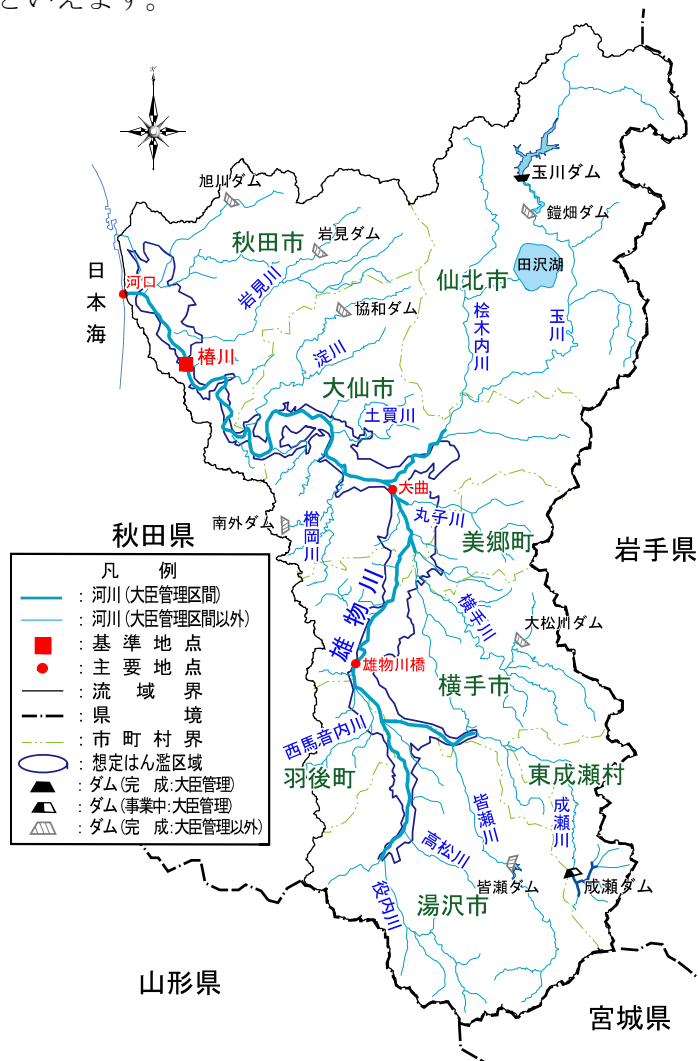 といえます。
N
玉川ダム
旭川ダム
鎧畑ダム
秋田市
岩見ダム
田沢湖
仙北市
日本海
河口
岩見川
協和ダム
桧木内川
玉川
椿川
淀川
大仙市
土買川
大曲
丸子川
南外ダム
楢岡川
秋田県
美郷町
岩手県
凡 例
: 河川(大臣管理区間)
: 河川(大臣管理区間以外)
: 基準地点
: 主要地点
: 流域界
: 県境
: 市町村界
: 想定はん濫区域
: ダム(完 成:大臣管理)
: ダム(事業中:大臣管理)
: ダム(完 成:大臣管理以外)
雄物川
横手川
大松川ダム
雄物川橋
横手市
西馬音内川
羽後町
東成瀬村
皆瀬川
成瀬川
高松川
皆瀬ダム
成瀬ダム
役内川
湯沢市
山形県
宮城県